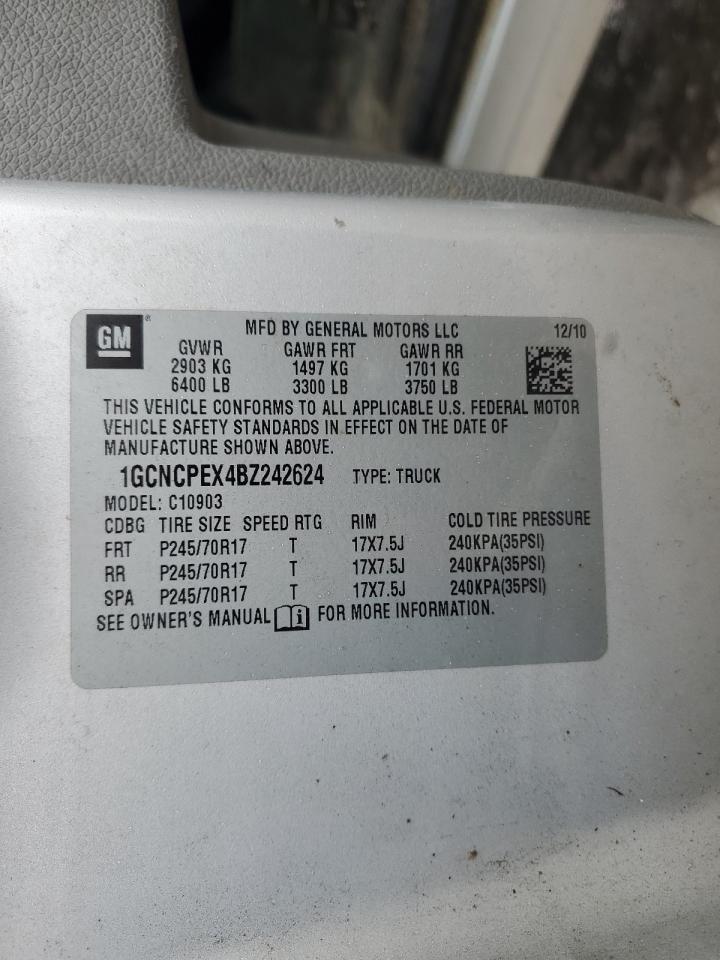 GM ®
MFD BY GENERAL MOTORS LLC 12/10
GVWR GAWR FRT GAWR RR
2903 KG 1497 KG 1701 KG
6400 LB 3300 LB 3750 LB
THIS VEHICLE CONFORMS TO ALL APPLICABLE U.S. FEDERAL MOTOR
VEHICLE SAFETY STANDARDS IN EFFECT ON THE DATE OF
MANUFACTURE SHOWN ABOVE.
1GCNCPEX4BZ242624 TYPE: TRUCK
MODEL: C10903
CDBG TIRE SIZE SPEED RTG RIM COLD TIRE PRESSURE
FRT P245/70R17 T 17X7.5J 240KPA(35PSI)
RR P245/70R17 T 17X7.5J 240KPA(35PSI)
SPA P245/70R17 T 17X7.5J 240KPA(35PSI)
SEE OWNER'S MANUAL i FOR MORE INFORMATION.